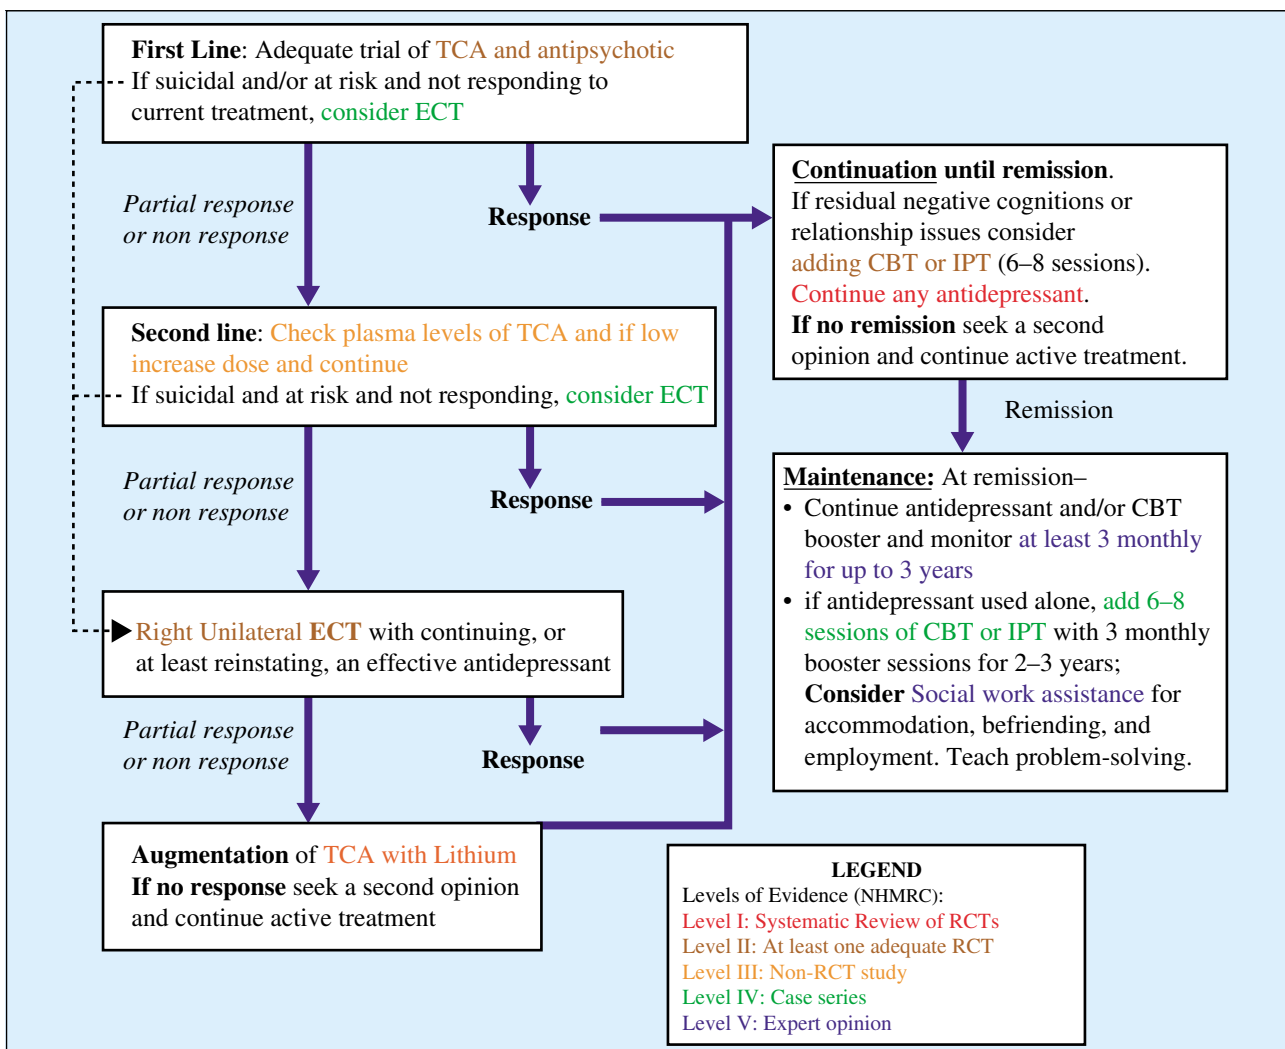 First Line: Adequate trial of TCA and antipsychotic
If suicidal and/or at risk and not responding to
current treatment, consider ECT
Partial response
or non response
Response
Second line: Check plasma levels of TCA and if low
increase dose and continue
If suicidal and at risk and not responding, consider ECT
Partial response
or non response
Response
Right Unilateral ECT with continuing, or
at least reinstating, an effective antidepressant
Partial response
or non response
Response
Augmentation of TCA with Lithium
If no response seek a second opinion
and continue active treatment
Continuation until remission.
If residual negative cognitions or
relationship issues consider
adding CBT or IPT (6–8 sessions).
Continue any antidepressant.
If no remission seek a second
opinion and continue active treatment.
Remission
Maintenance: At remission–
• Continue antidepressant and/or CBT
booster and monitor at least 3 monthly
for up to 3 years
• if antidepressant used alone, add 6–8
sessions of CBT or IPT with 3 monthly
booster sessions for 2–3 years;
Consider Social work assistance for
accommodation, befriending, and
employment. Teach problem-solving.
LEGEND
Levels of Evidence (NHMRC):
Level I: Systematic Review of RCTs
Level II: At least one adequate RCT
Level III: Non-RCT study
Level IV: Case series
Level V: Expert opinion